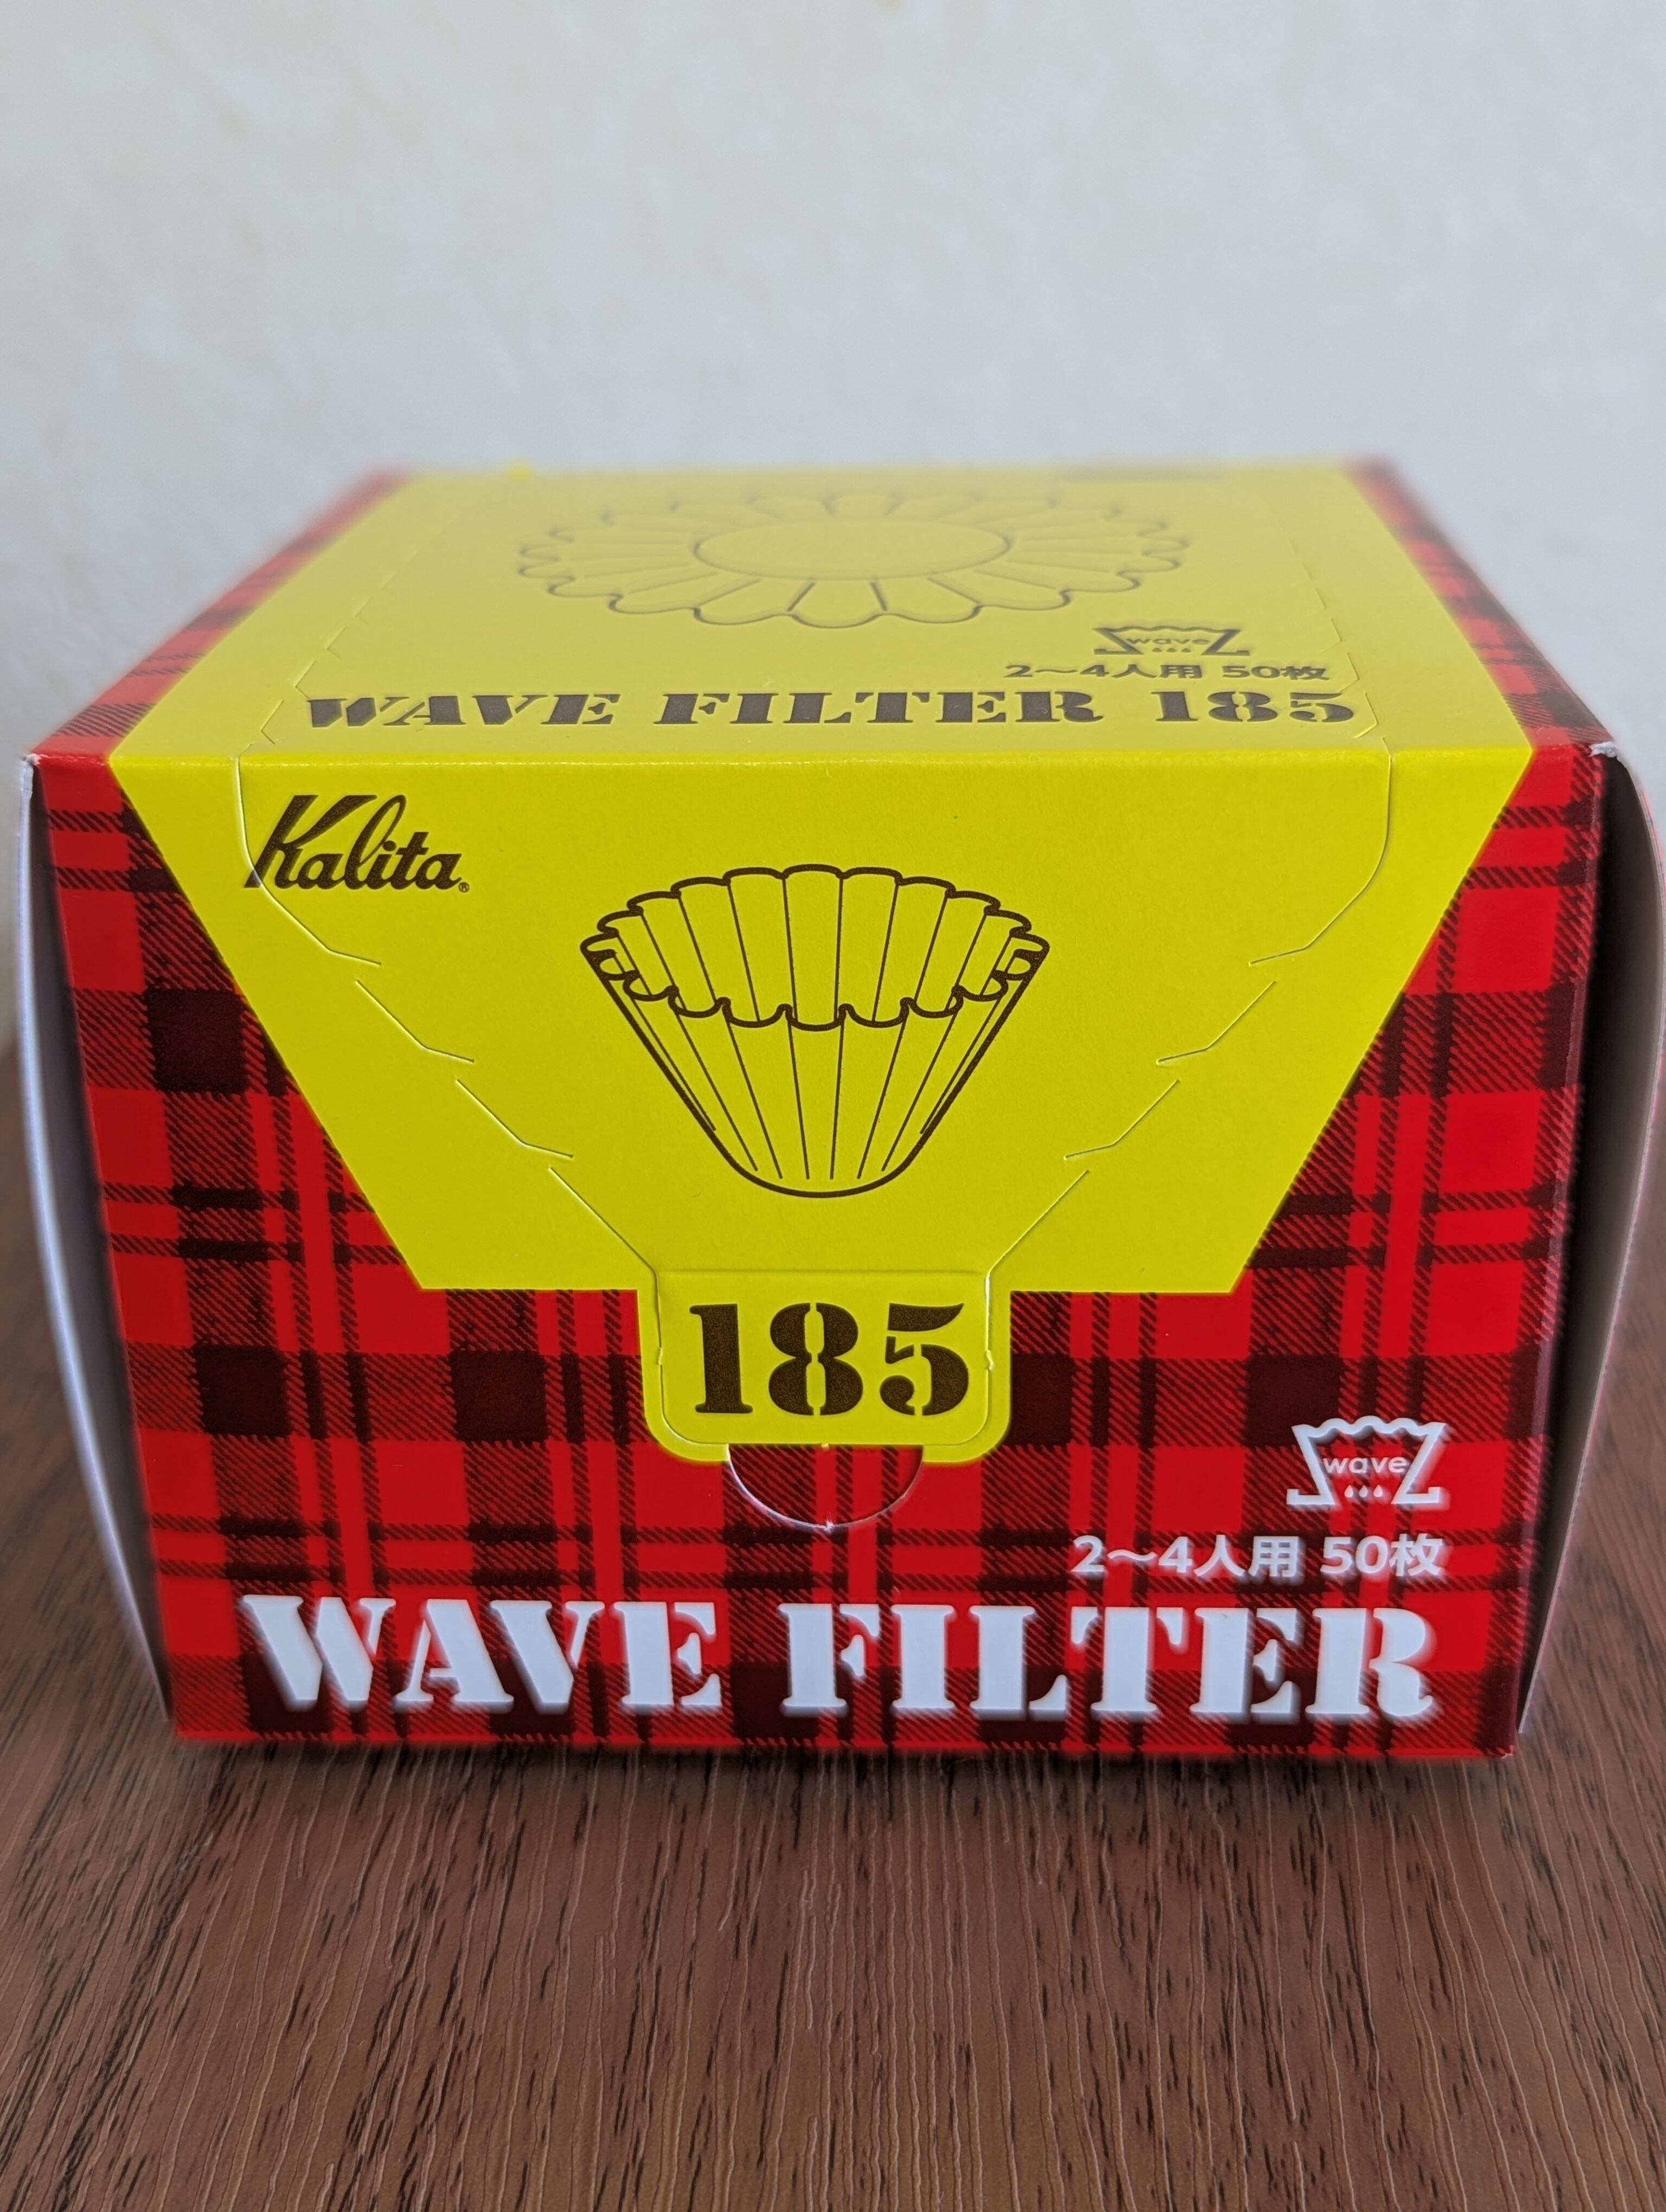 wave
2～4人用 50枚
WAVE FILTER 185
Kalita®
185
wave
2～4人用 50枚
WAVE FILTER